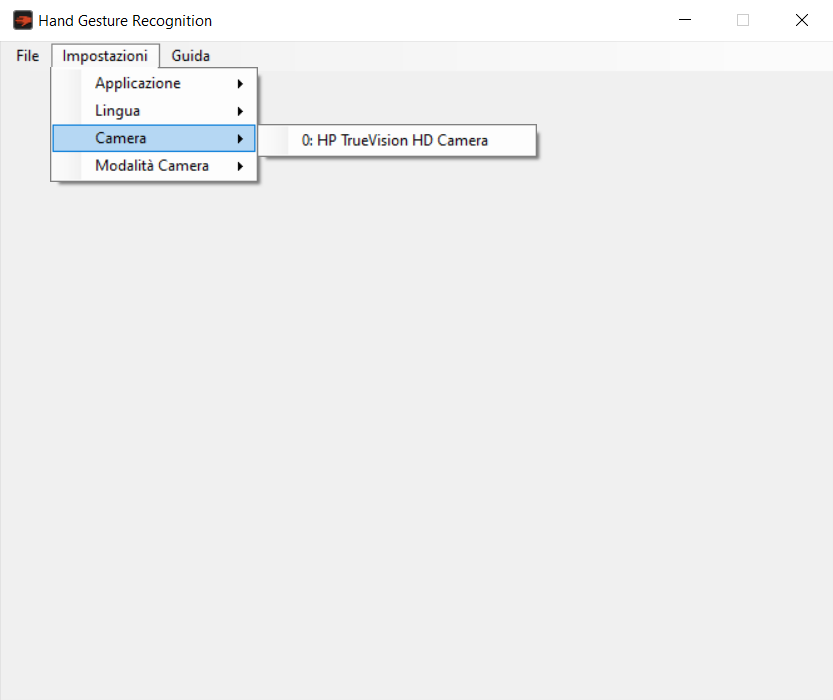 Hand Gesture Recognition
File Impostazioni Guida
Applicazione
Lingua
Camera
0: HP TrueVision HD Camera
Modalità Camera